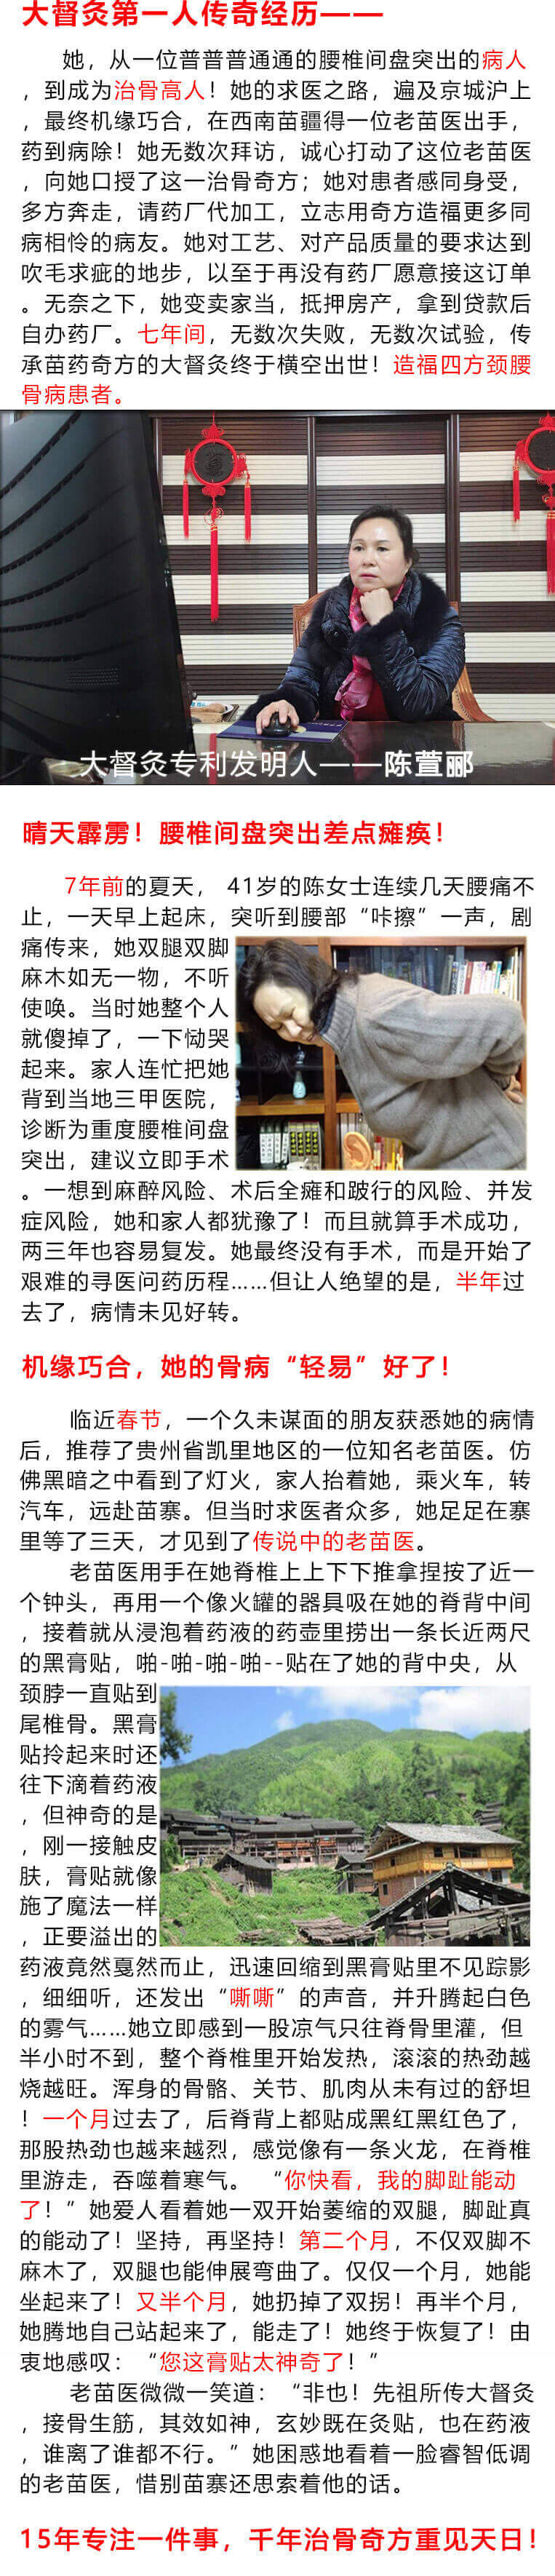 大督灸第一人传奇经历——
她，从一位普普普通通的腰椎间盘突出的病人
，到成为治骨高人！她的求医之路，遍及京城沪上
，最终机缘巧合，在西南苗疆得一位老苗医出手，
药到病除！她无数次拜访，诚心打动了这位老苗医
，向她口授了这一治骨奇方；她对患者感同身受，
多方奔走，请药厂代加工，立志用奇方造福更多同
病相怜的病友。她对工艺、对产品质量的要求达到
吹毛求疵的地步，以至于再没有药厂愿意接这订单
。无奈之下，她变卖家当，抵押房产，拿到贷款后
自办药厂。七年间，无数次失败，无数次试验，传
承苗药奇方的大督灸终于横空出世！造福四方颈腰
骨病患者。
大督灸专利发明人——陈萱郦
晴天霹雳！腰椎间盘突出差点瘫痪！
7年前的夏天， 41岁的陈女士连续几天腰痛不
止，一天早上起床，突听到腰部“咔擦”一声，剧
痛传来，她双腿双脚
麻木如无一物，不听
使唤。当时她整个人
就傻掉了，一下恸哭
起来。家人连忙把她
背到当地三甲医院，
诊断为重度腰椎间盘
突出，建议立即手术
。一想到麻醉风险、术后全瘫和跛行的风险、并发
症风险，她和家人都犹豫了！而且就算手术成功，
两三年也容易复发。她最终没有手术，而是开始了
艰难的寻医问药历程……但让人绝望的是，半年过
去了，病情未见好转。
机缘巧合，她的骨病“轻易”好了！
临近春节，一个久未谋面的朋友获悉她的病情
后，推荐了贵州省凯里地区的一位知名老苗医。仿
佛黑暗之中看到了灯火，家人抬着她，乘火车，转
汽车，远赴苗寨。但当时求医者众多，她足足在寨
里等了三天，才见到了传说中的老苗医。
老苗医用手在她脊椎上上下下推拿捏按了近一
个钟头，再用一个像火罐的器具吸在她的脊背中间
，接着就从浸泡着药液的药壶里捞出一条长近两尺
的黑膏贴，啪-啪-啪-啪--贴在了她的背中央，从
颈脖一直贴到
尾椎骨。黑膏
贴拎起来时还
往下滴着药液
，但神奇的是
，刚一接触皮
肤，膏贴就像
施了魔法一样
，正要溢出的
药液竟然戛然而止，迅速回缩到黑膏贴里不见踪影
，细细听，还发出“嘶嘶”的声音，并升腾起白色
的雾气……她立即感到一股凉气只往脊骨里灌，但
半小时不到，整个脊椎里开始发热，滚滚的热劲越
烧越旺。浑身的骨骼、关节、肌肉从未有过的舒坦
！一个月过去了，后脊背上都贴成黑红黑红色了，
那股热劲也越来越烈，感觉像有一条火龙，在脊椎
里游走，吞噬着寒气。“你快看，我的脚趾能动
了！”她爱人看着她一双开始萎缩的双腿，脚趾真
的能动了！坚持，再坚持！第二个月，不仅双脚不
麻木了，双腿也能伸展弯曲了。仅仅一个月，她能
坐起来了！又半个月，她扔掉了双拐！再半个月，
她腾地自己站起来了，能走了！她终于恢复了！由
衷地感叹：“您这膏贴太神奇了！”
老苗医微微一笑道：“非也！先祖所传大督灸
，接骨生筋，其效如神，玄妙既在灸贴，也在药液
，谁离了谁都不行。”她困惑地看着一脸睿智低调
的老苗医，惜别苗寨还思索着他的话。
15年专注一件事，千年治骨奇方重见天日！